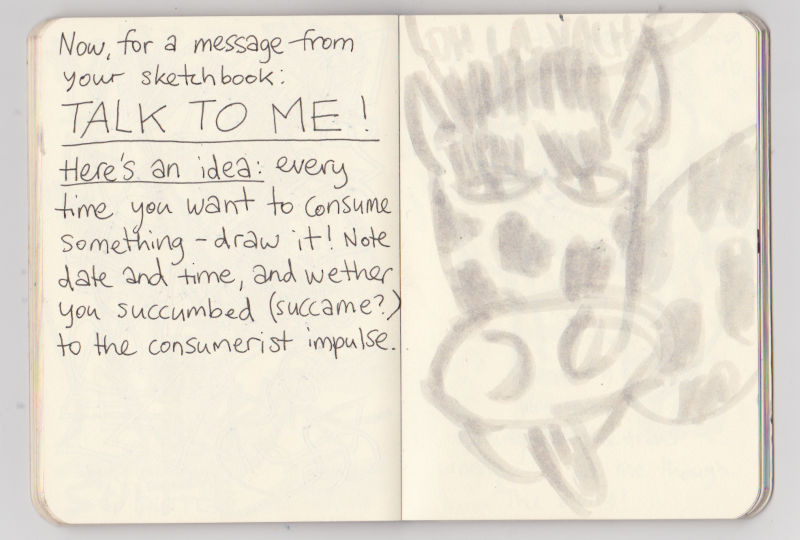 Now, for a message from
your sketchbook:
TALK TO ME!
Here's an idea: every
time you want to consume
something - draw it! Note
date and time, and wether
you succumbed (succame?)
to the consumerist impulse.